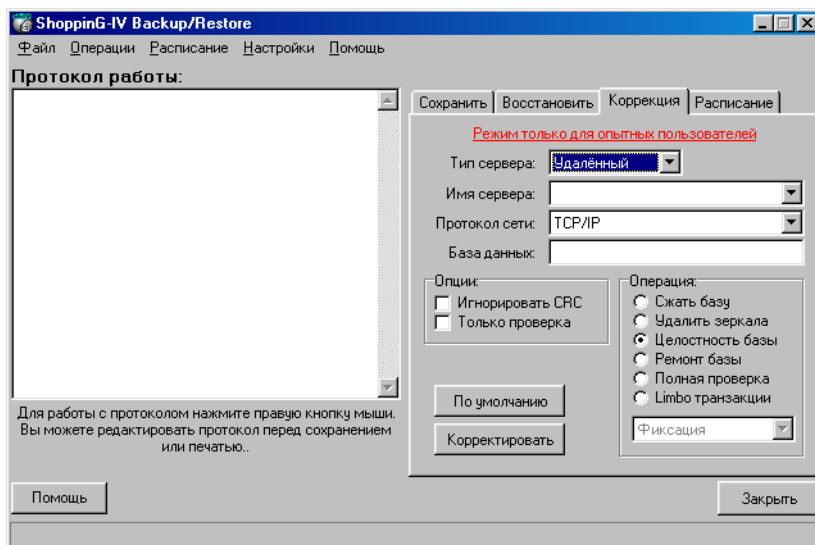 ShoppinG-IV Backup/Restore
Файл Операции Расписание Настройки Помощь
Протокол работы:
Сохранить Восстановить Коррекция Расписание
Режим только для опытных пользователей
Тип сервера: Удалённый
Имя сервера:
Протокол сети: TCP/IP
База данных:
Опции:
Игнорировать CRC
Только проверка
Операция:
Сжать базу
Удалить зеркала
Целостность базы
Ремонт базы
Полная проверка
Limbo транзакции
Фиксация
По умолчанию
Корректировать
Для работы с протоколом нажмите правую кнопку мыши.
Вы можете редактировать протокол перед сохранением
или печатью..
Помощь
Закрыть